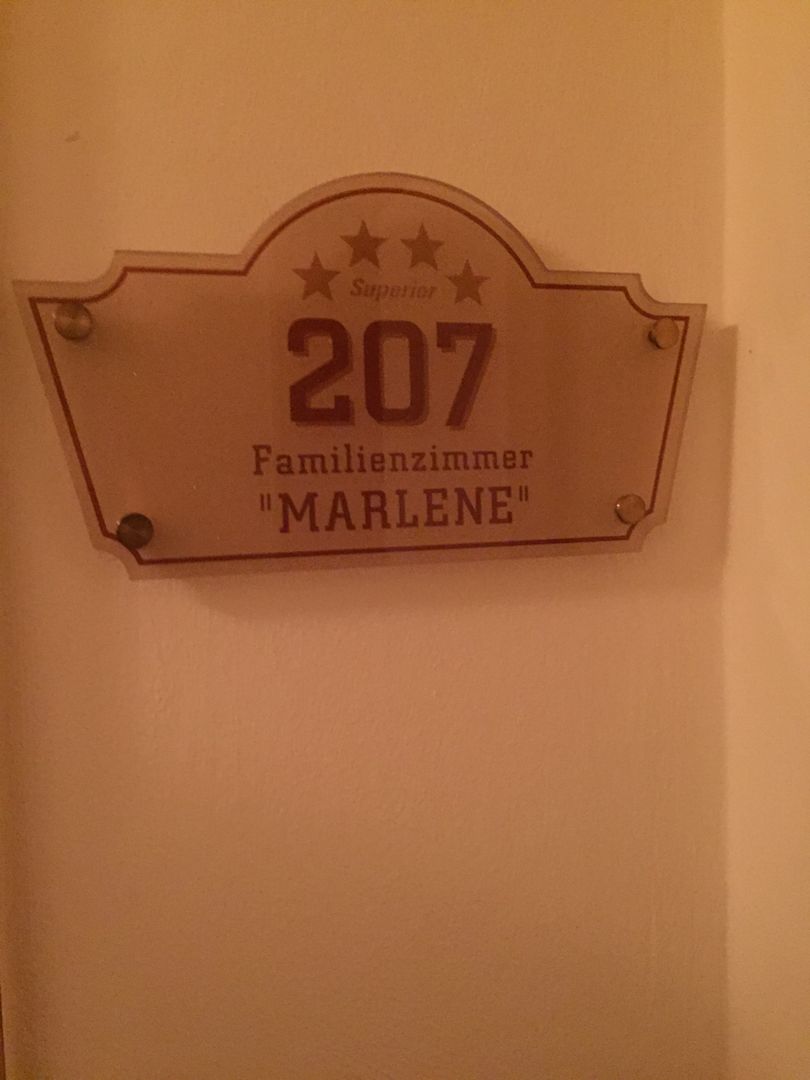 Superior
207
Familienzimmer
"MARLENE"